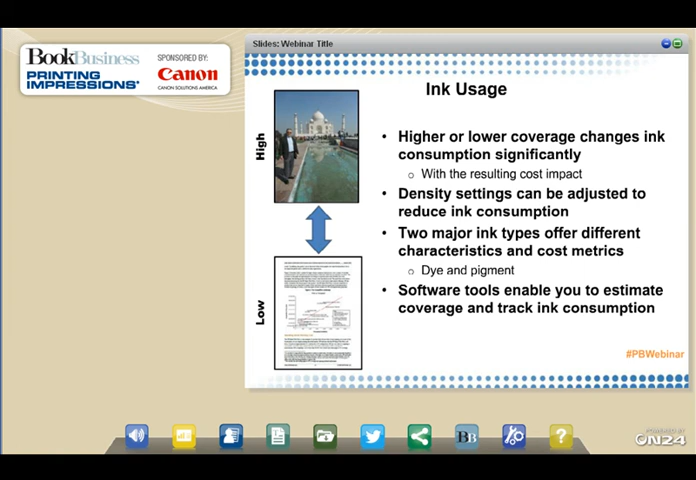 BookBusiness
PRINTING
IMPRESSIONS
SPONSORED BY:
Canon
CANON SOLUTIONS AMERICA
Slides: Webinar Title
Ink Usage
High
Low
• Higher or lower coverage changes ink
consumption significantly
o With the resulting cost impact
• Density settings can be adjusted to
reduce ink consumption
• Two major ink types offer different
characteristics and cost metrics
o Dye and pigment
• Software tools enable you to estimate
coverage and track ink consumption
#PBWebinar
BB
?
POWERED BY
ON24